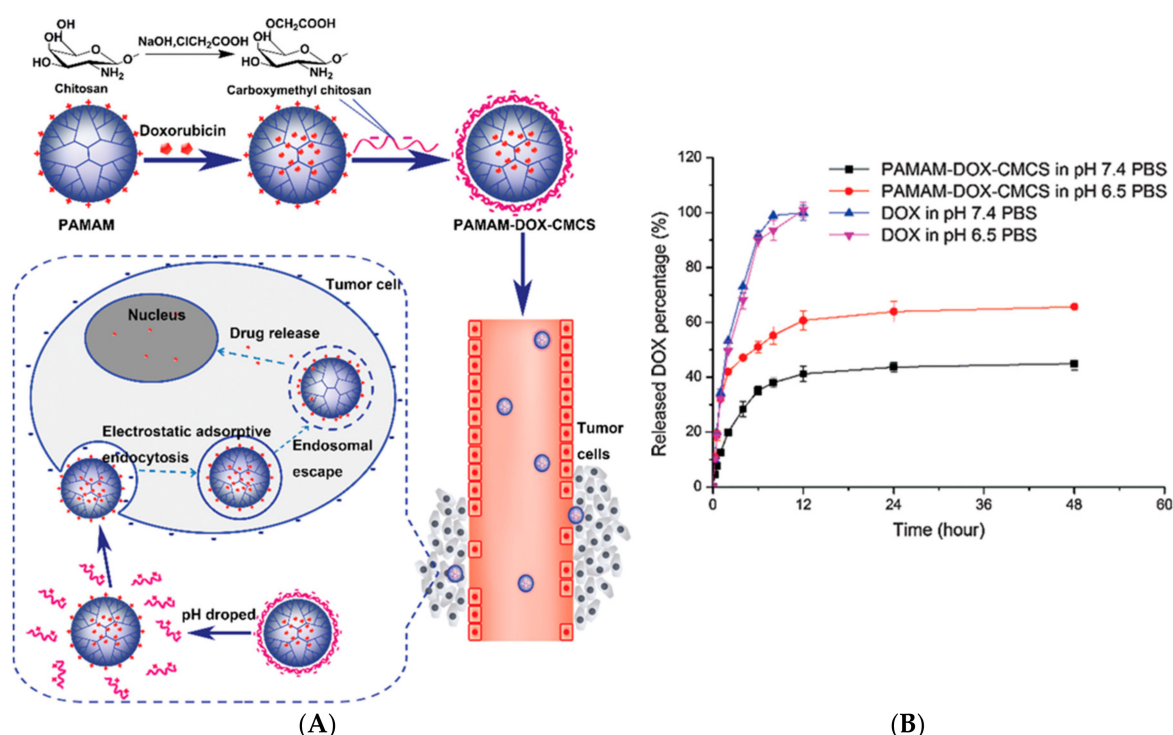 OH
OH
O
HO
NH2
O
Chitosan
NaOH,ClCH2COOH
OCH2COOH
OH
O
HO
NH2
O
Carboxymethyl chitosan
Doxorubicin
PAMAM
PAMAM-DOX-CMCS
Tumor cell
Nucleus
Drug release
Electrostatic adsorptive
endocytosis
Endosomal
escape
pH droped
Tumor
cells
(A)
PAMAM-DOX-CMCS in pH 7.4 PBS
PAMAM-DOX-CMCS in pH 6.5 PBS
DOX in pH 7.4 PBS
DOX in pH 6.5 PBS
Released DOX percentage (%)
120
100
80
60
40
20
0
0 12 24 36 48 60
Time (hour)
(B)